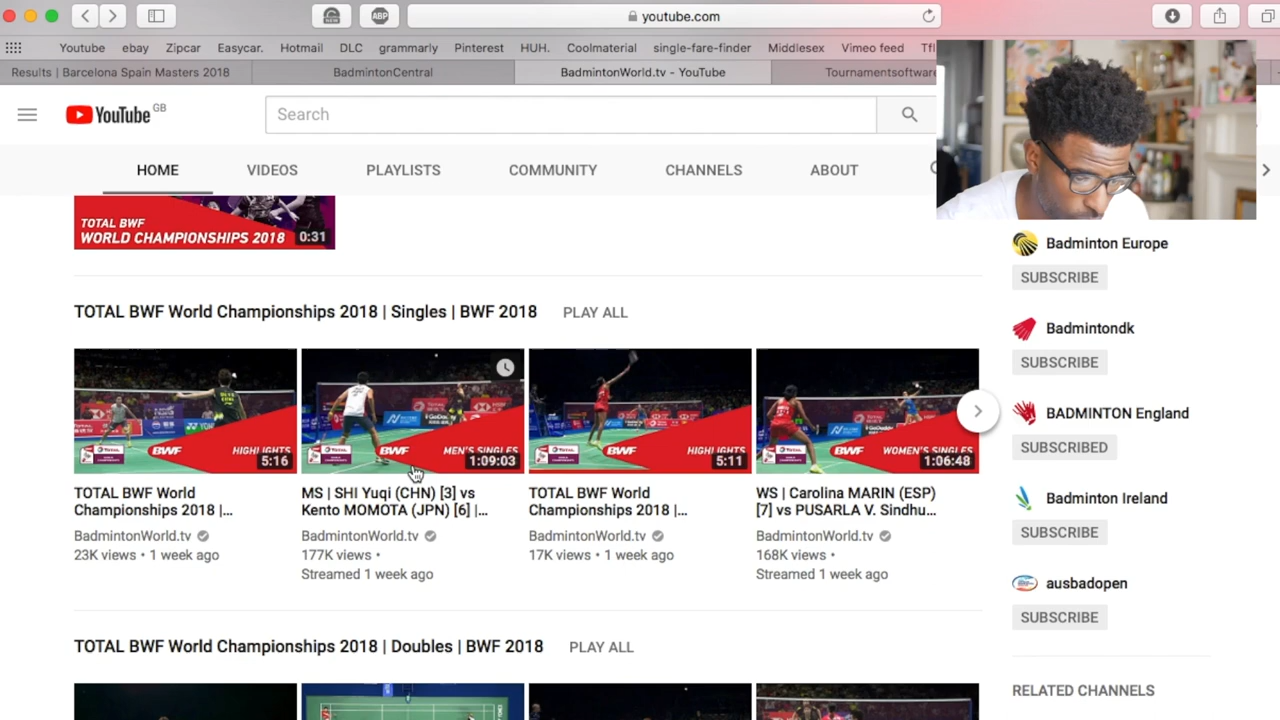 youtube.com
NEW
ABP
Youtube ebay Zipcar Easycar. Hotmail DLC grammarly Pinterest HUH. Coolmaterial single-fare-finder Middlesex Vimeo feed Tfl
Results | Barcelona Spain Masters 2018 BadmintonCentral BadmintonWorld.tv - YouTube Tournamentsoftware
YouTube GB
Search
HOME VIDEOS PLAYLISTS COMMUNITY CHANNELS ABOUT
TOTAL BWF
WORLD CHAMPIONSHIPS 2018 0:31
Badminton Europe
SUBSCRIBE
TOTAL BWF World Championships 2018 | Singles | BWF 2018 PLAY ALL
BWF HIGHLIGHTS 5:16
BWF MEN'S SINGLES 1:09:03
BWF HIGHLIGHTS 5:11
BWF WOMEN'S SINGLES 1:06:48
TOTAL BWF World
Championships 2018 |...
BadmintonWorld.tv
23K views • 1 week ago
MS | SHI Yuqi (CHN) [3] vs
Kento MOMOTA (JPN) [6] |...
BadmintonWorld.tv
177K views •
Streamed 1 week ago
TOTAL BWF World
Championships 2018 |...
BadmintonWorld.tv
17K views • 1 week ago
WS | Carolina MARIN (ESP)
[7] vs PUSARLA V. Sindhu...
BadmintonWorld.tv
168K views •
Streamed 1 week ago
Badmintondk
SUBSCRIBE
BADMINTON England
SUBSCRIBED
Badminton Ireland
SUBSCRIBE
ausbadopen
SUBSCRIBE
TOTAL BWF World Championships 2018 | Doubles | BWF 2018 PLAY ALL
RELATED CHANNELS